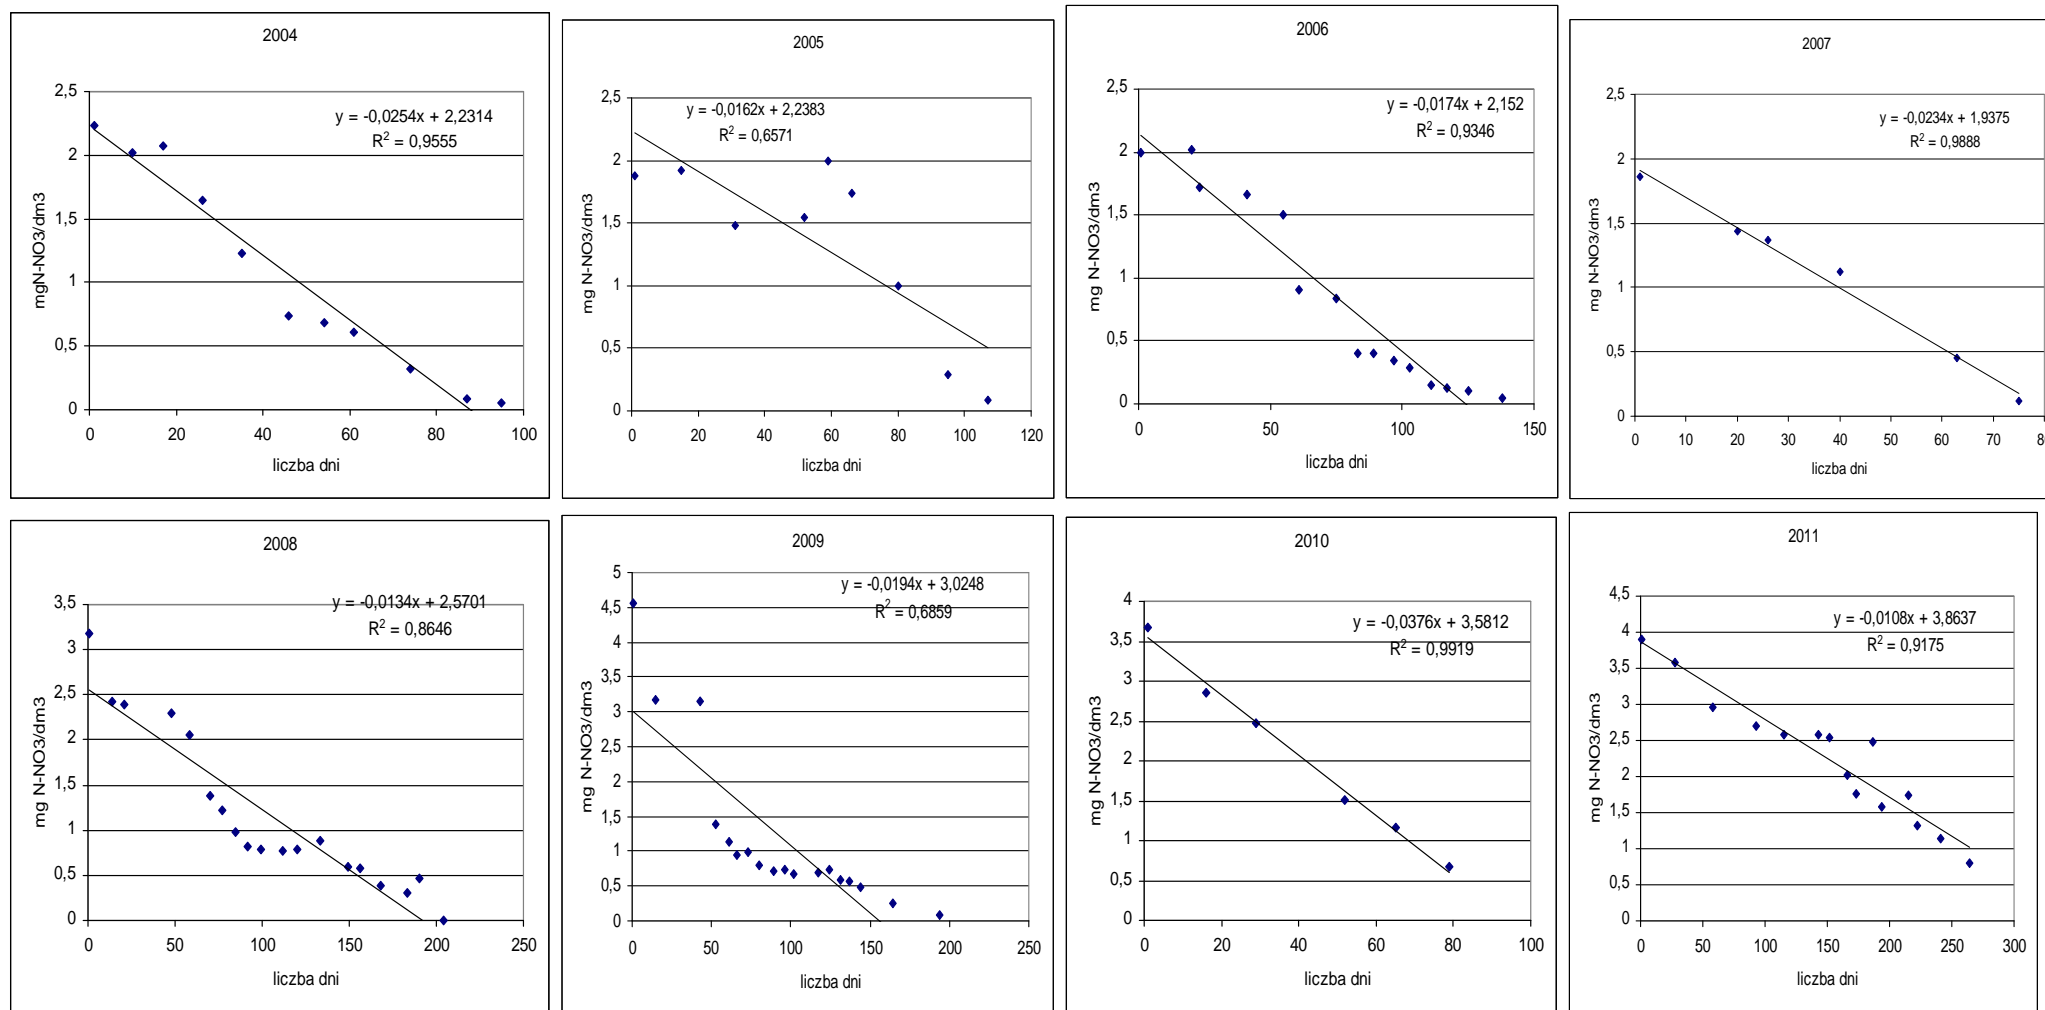 2004
y = -0,0254x + 2,2314
R2 = 0,9555
mgN-NO3/dm3
2,5
2
1,5
1
0,5
0
0 20 40 60 80 100
liczba dni
2005
y = -0,0162x + 2,2383
R2 = 0,6571
mg N-NO3/dm3
2,5
2
1,5
1
0,5
0
0 20 40 60 80 100 120
liczba dni
2006
y = -0,0174x + 2,152
R2 = 0,9346
mg N-NO3/dm3
2,5
2
1,5
1
0,5
0
0 50 100 150
liczba dni
2007
y = -0,0234x + 1,9375
R2 = 0,9888
mg N-NO3/dm3
2,5
2
1,5
1
0,5
0
0 10 20 30 40 50 60 70 80
liczba dni
2008
y = -0,0134x + 2,5701
R2 = 0,8646
mg N-NO3/dm3
3,5
3
2,5
2
1,5
1
0,5
0
0 50 100 150 200 250
liczba dni
2009
y = -0,0194x + 3,0248
R2 = 0,6859
mg N-NO3/dm3
5
4,5
4
3,5
3
2,5
2
1,5
1
0,5
0
0 50 100 150 200 250
liczba dni
2010
y = -0,0376x + 3,5812
R2 = 0,9919
mg N-NO3/dm3
4
3,5
3
2,5
2
1,5
1
0,5
0
0 20 40 60 80 100
liczba dni
2011
y = -0,0108x + 3,8637
R2 = 0,9175
mg N-NO3/dm3
4,5
4
3,5
3
2,5
2
1,5
1
0,5
0
0 50 100 150 200 250 300
liczba dni